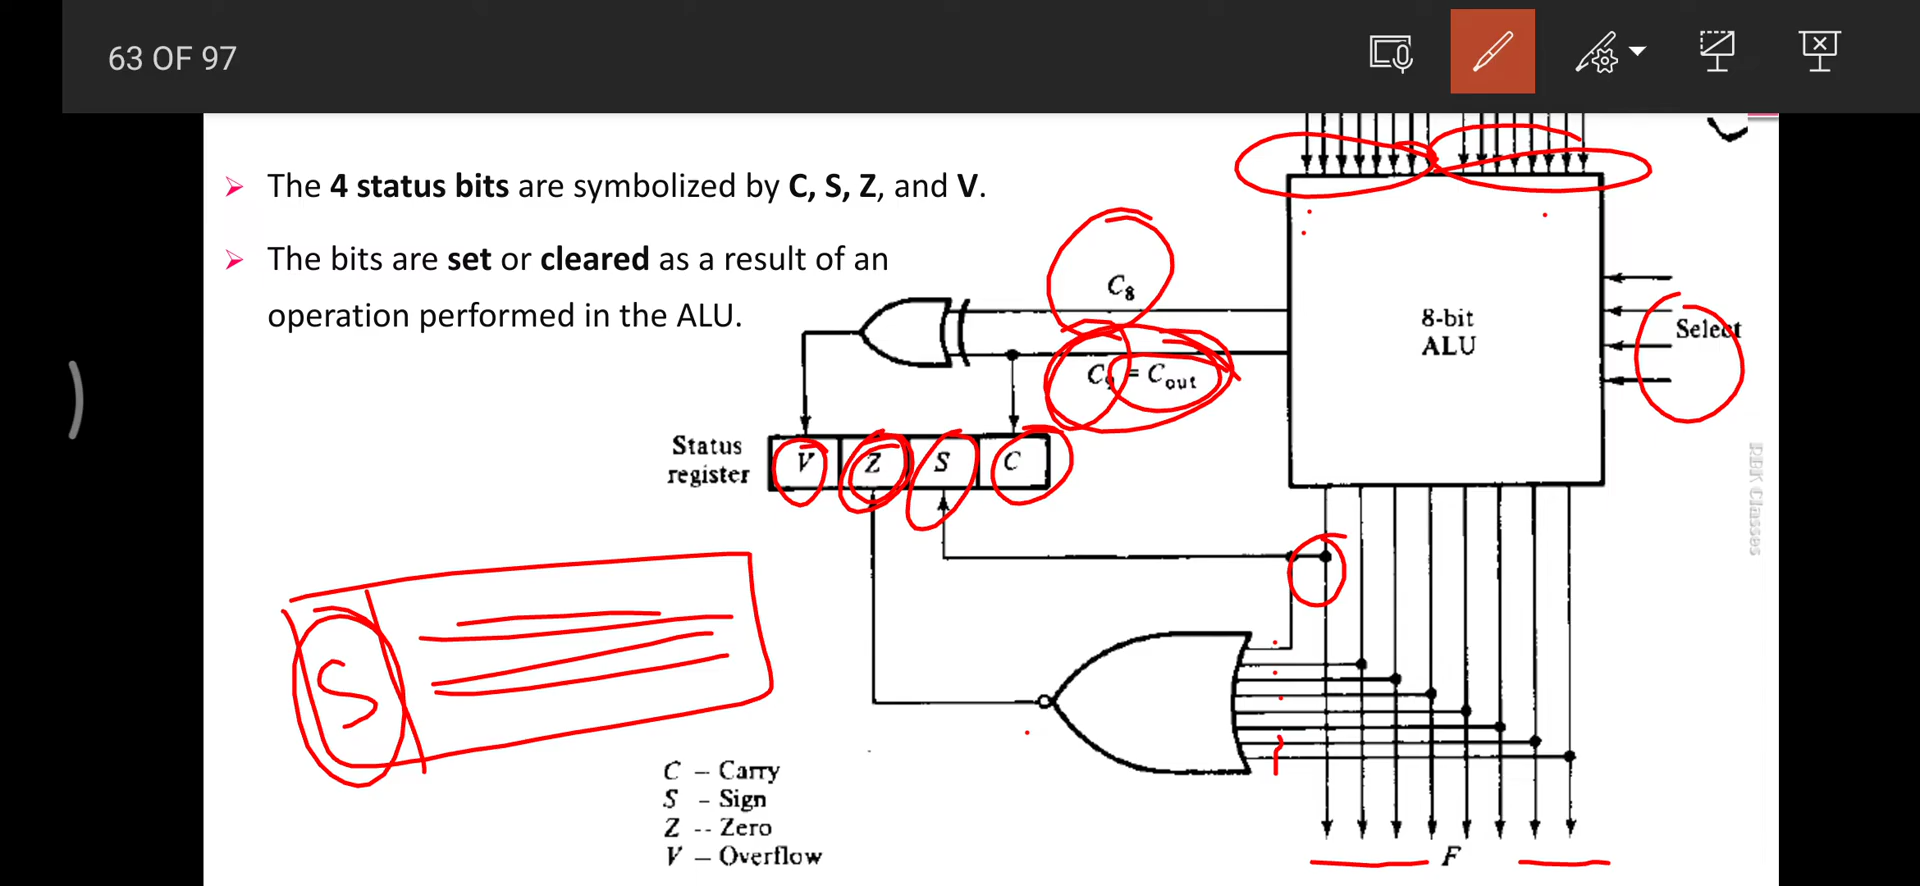 63 OF 97
The 4 status bits are symbolized by C, S, Z, and V.
The bits are set or cleared as a result of an
operation performed in the ALU.
C8
C9 = Cout
8-bit
ALU
Select
Status
register
V Z S C
S
C – Carry
S - Sign
Z -- Zero
V – Overflow
F
RBK Classes